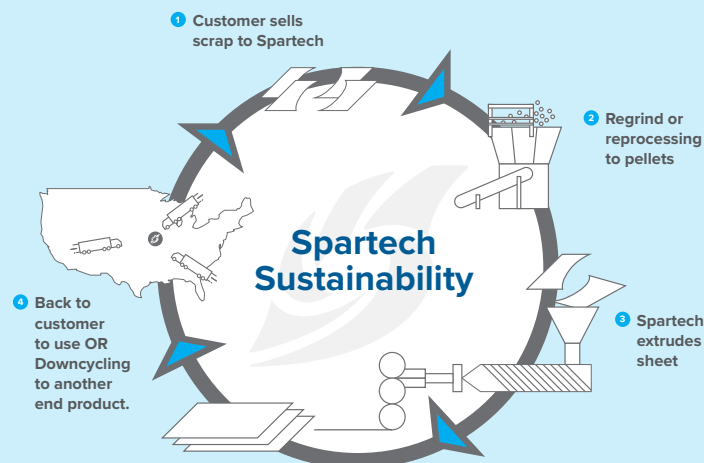 1 Customer sells
scrap to Spartech
2 Regrind or
reprocessing
to pellets
Spartech
Sustainability
3 Spartech
extrudes
sheet
4 Back to
customer
to use OR
Downcycling
to another
end product.